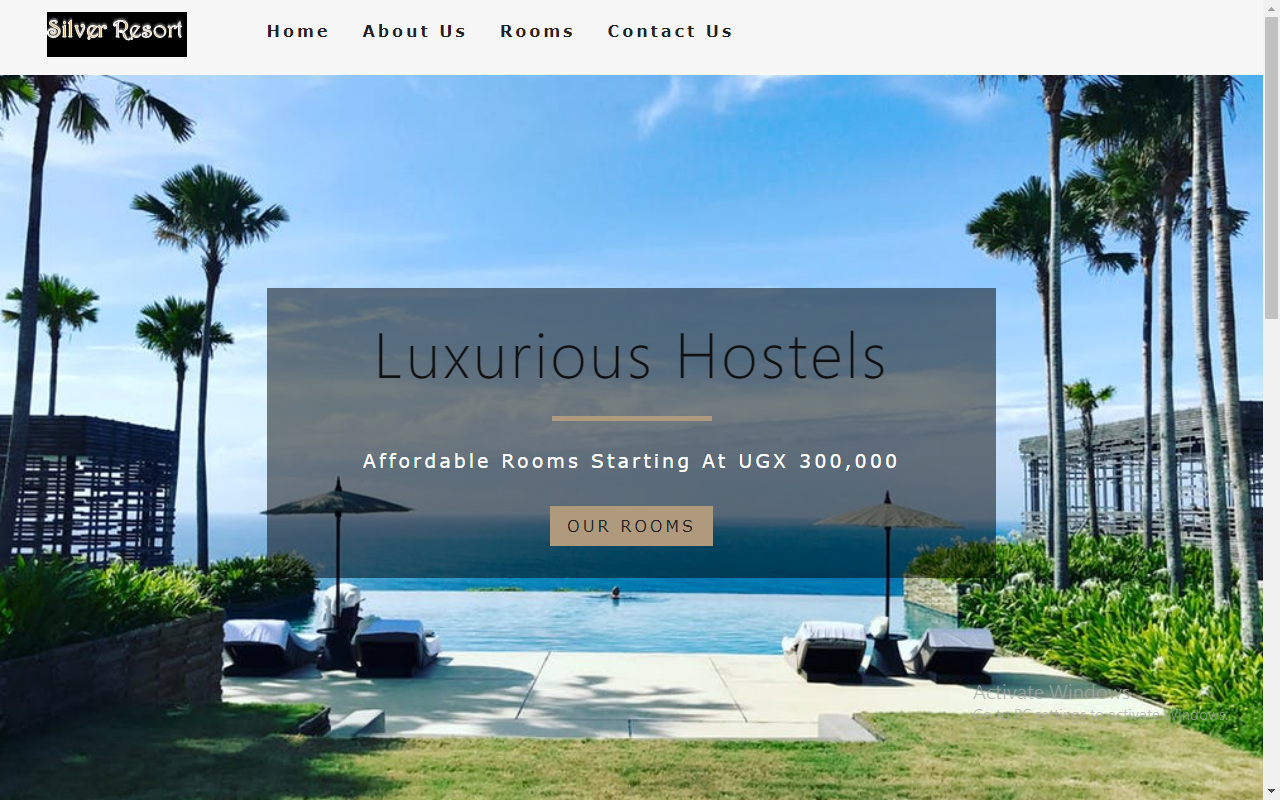 Silver Resort
Home
About Us
Rooms
Contact Us
Luxurious Hostels
Affordable Rooms Starting At UGX 300,000
OUR ROOMS
Activate Windows
Go to PC settings to activate Windows.